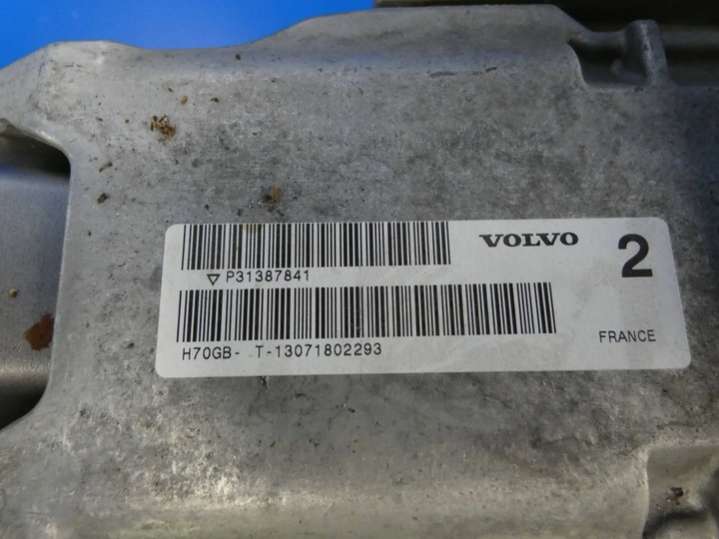 VOLVO 2
▽ P31387841
H70GB- T-13071802293
FRANCE